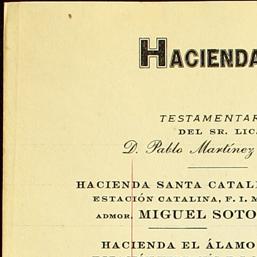 HACIENDA
TESTAMENTAR
DEL SR. LIC.
D. Pablo Martínez
HACIENDA SANTA CATAL
ESTACIÓN CATALINA, F. I. M
ADMOR. MIGUEL SOTO
HACIENDA EL ÁLAMO